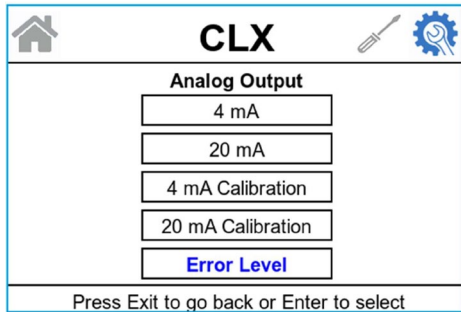 CLX
Analog Output
4 mA
20 mA
4 mA Calibration
20 mA Calibration
Error Level
Press Exit to go back or Enter to select